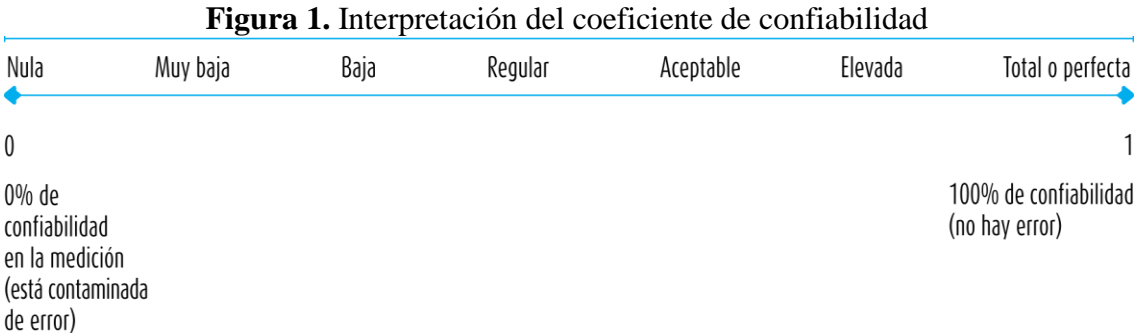 Figura 1. Interpretación del coeficiente de confiabilidad
Nula Muy baja Baja Regular Aceptable Elevada Total o perfecta
0 1
0% de
confiabilidad
en la medición
(está contaminada
de error)
100% de confiabilidad
(no hay error)